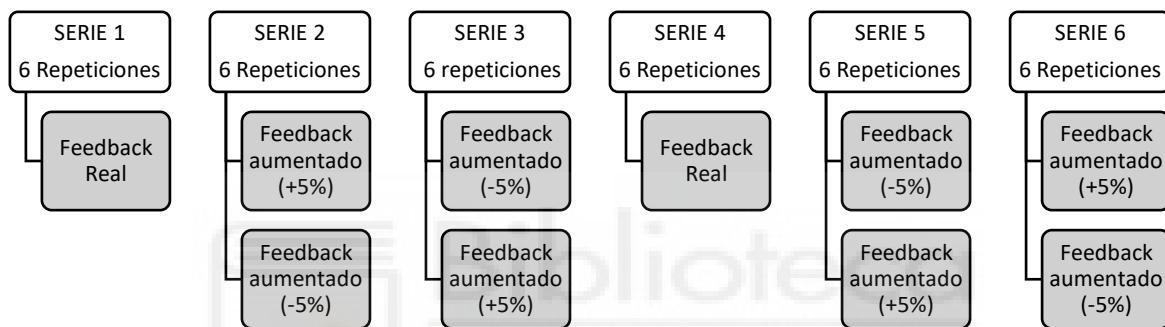 SERIE 1
6 Repeticiones
Feedback
Real
SERIE 2
6 Repeticiones
Feedback
aumentado
(+5%)
Feedback
aumentado
(-5%)
SERIE 3
6 repeticiones
Feedback
aumentado
(-5%)
Feedback
aumentado
(+5%)
SERIE 4
6 Repeticiones
Feedback
Real
SERIE 5
6 Repeticiones
Feedback
aumentado
(-5%)
Feedback
aumentado
(+5%)
SERIE 6
6 Repeticiones
Feedback
aumentado
(+5%)
Feedback
aumentado
(-5%)
Biblioteca